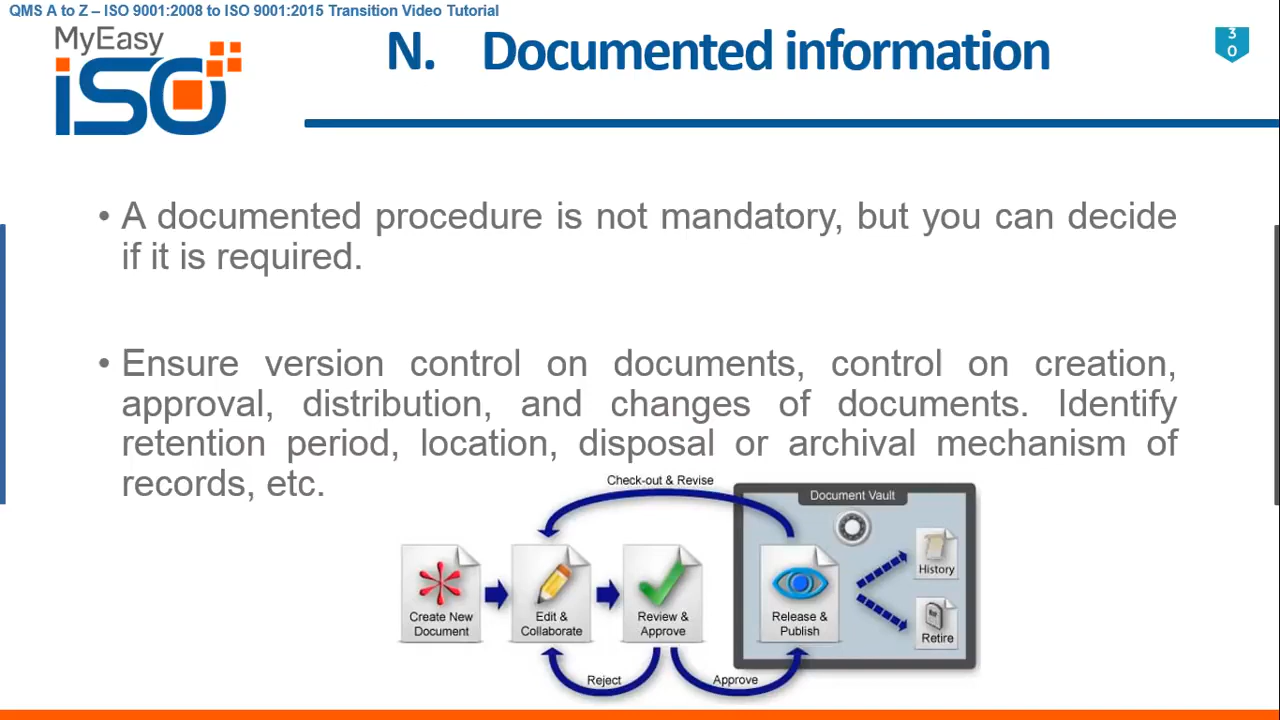 QMS A to Z – ISO 9001:2008 to ISO 9001:2015 Transition Video Tutorial
MyEasy
iSO
N. Documented information
3
0
• A documented procedure is not mandatory, but you can decide
if it is required.
• Ensure version control on documents, control on creation,
approval, distribution, and changes of documents. Identify
retention period, location, disposal or archival mechanism of
records, etc.
Check-out & Revise
Document Vault
Create New
Document
Edit &
Collaborate
Review &
Approve
Release &
Publish
History
Retire
Reject
Approve